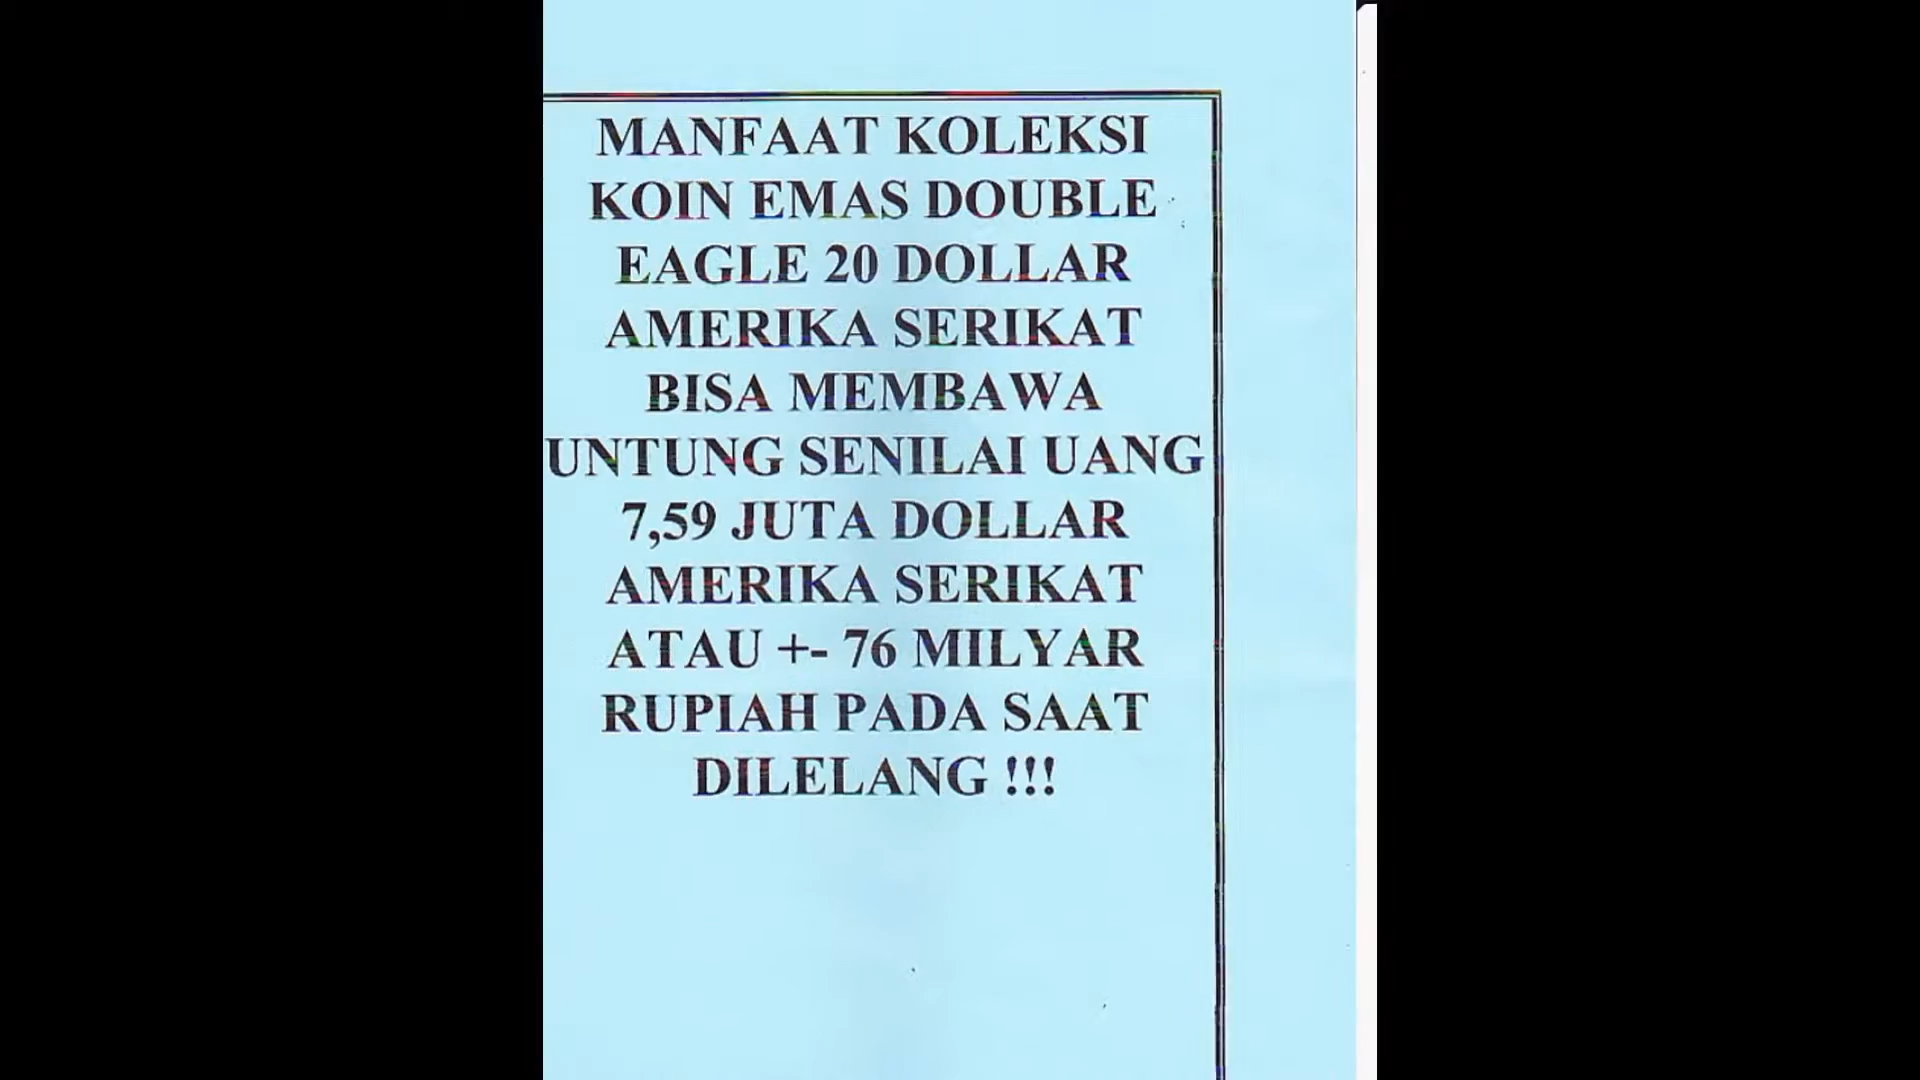 MANFAAT KOLEKSI
KOIN EMAS DOUBLE
EAGLE 20 DOLLAR
AMERIKA SERIKAT
BISA MEMBAWA
UNTUNG SENILAI UANG
7,59 JUTA DOLLAR
AMERIKA SERIKAT
ATAU +- 76 MILYAR
RUPIAH PADA SAAT
DILELANG !!!